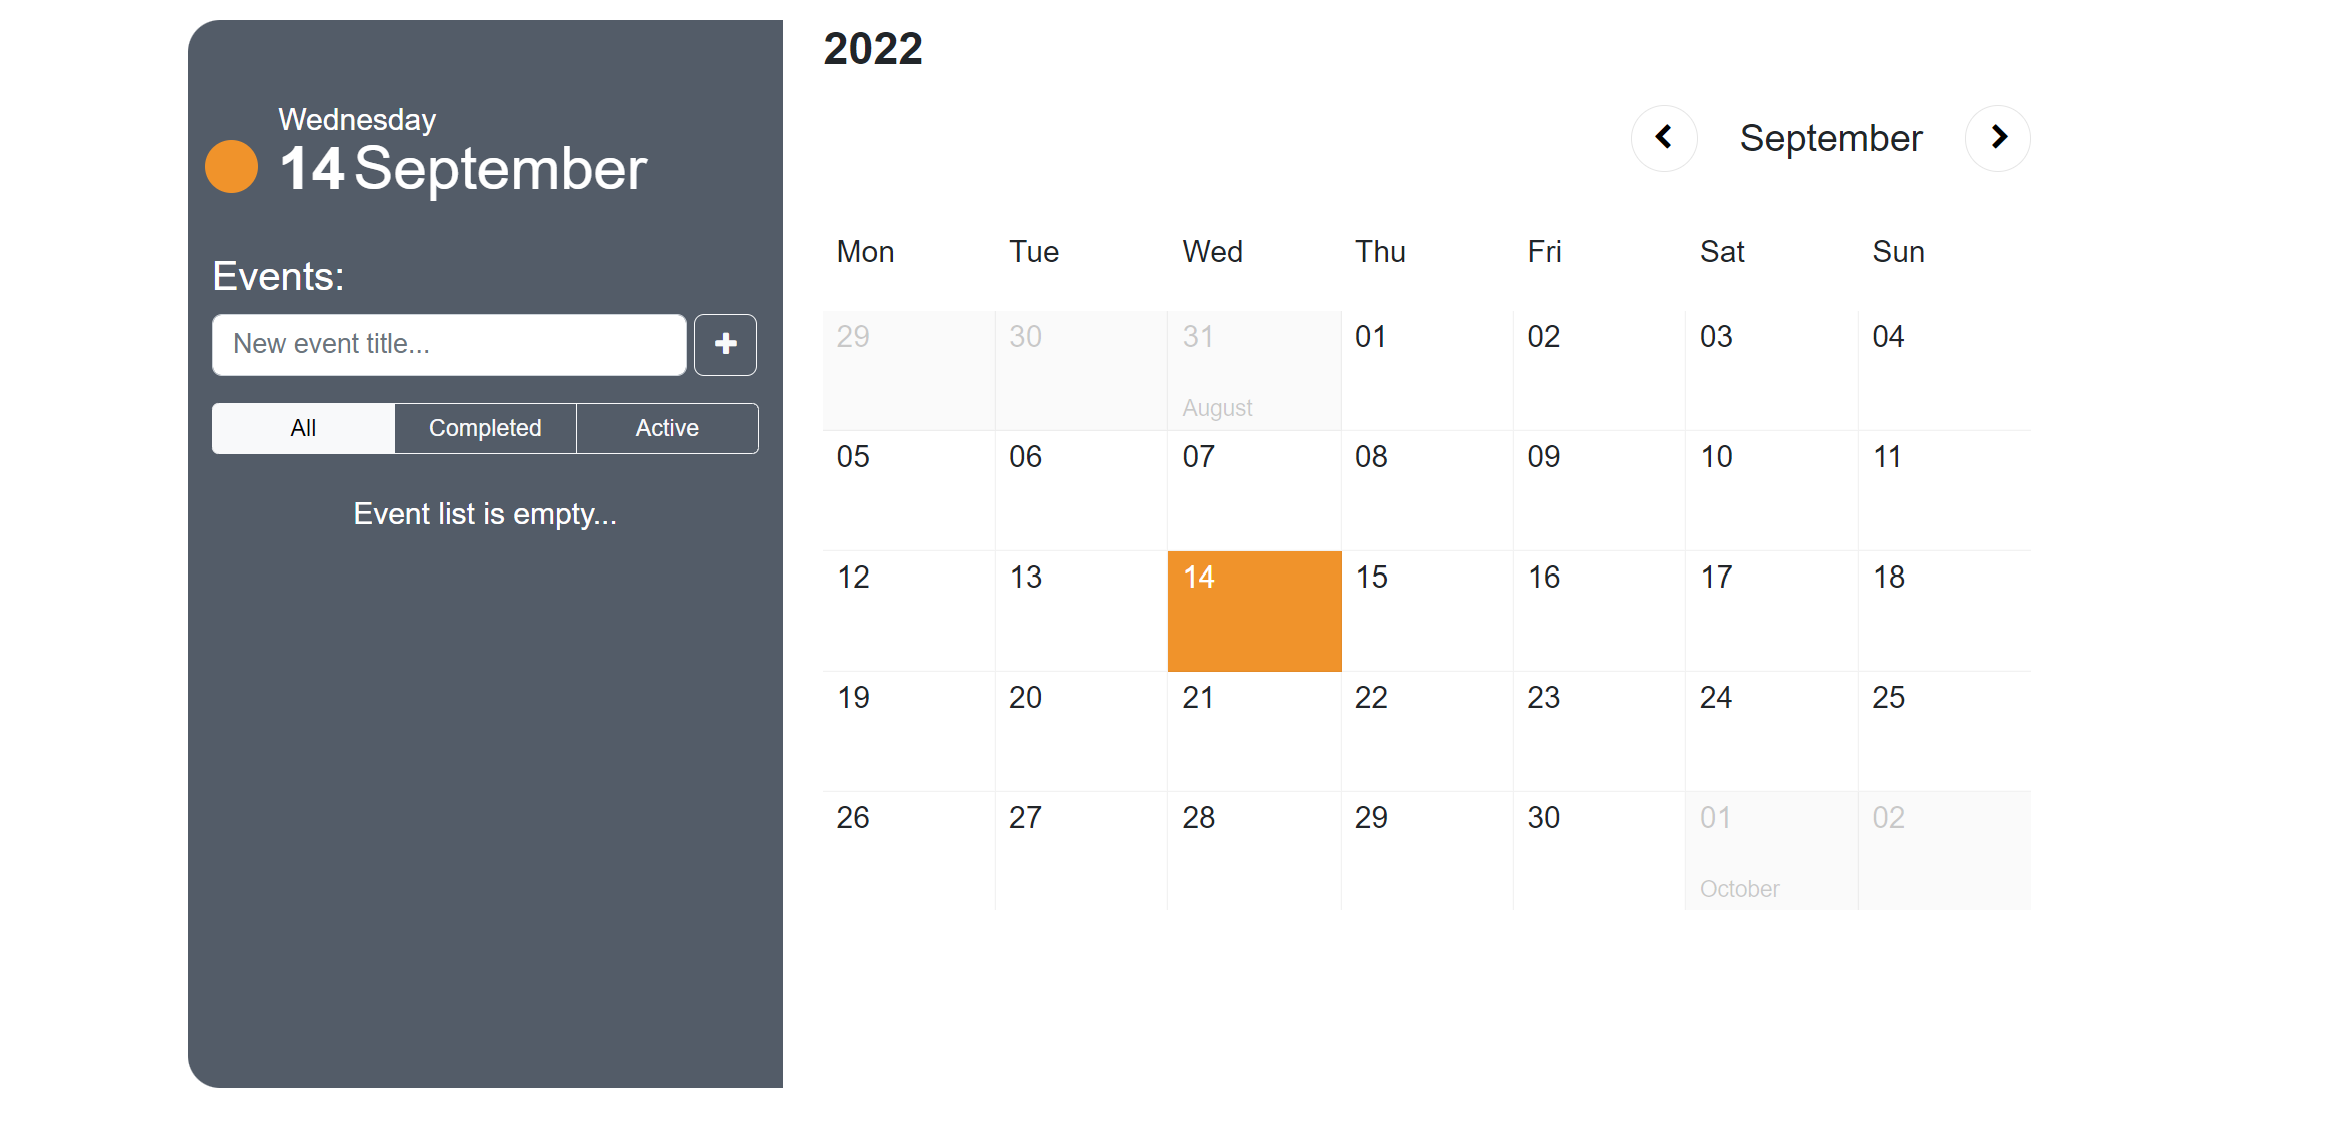 Wednesday
14 September
Events:
New event title...
All Completed Active
Event list is empty...
2022
September
Mon Tue Wed Thu Fri Sat Sun
29 30 31 01 02 03 04
August
05 06 07 08 09 10 11
12 13 14 15 16 17 18
19 20 21 22 23 24 25
26 27 28 29 30 01 02
October